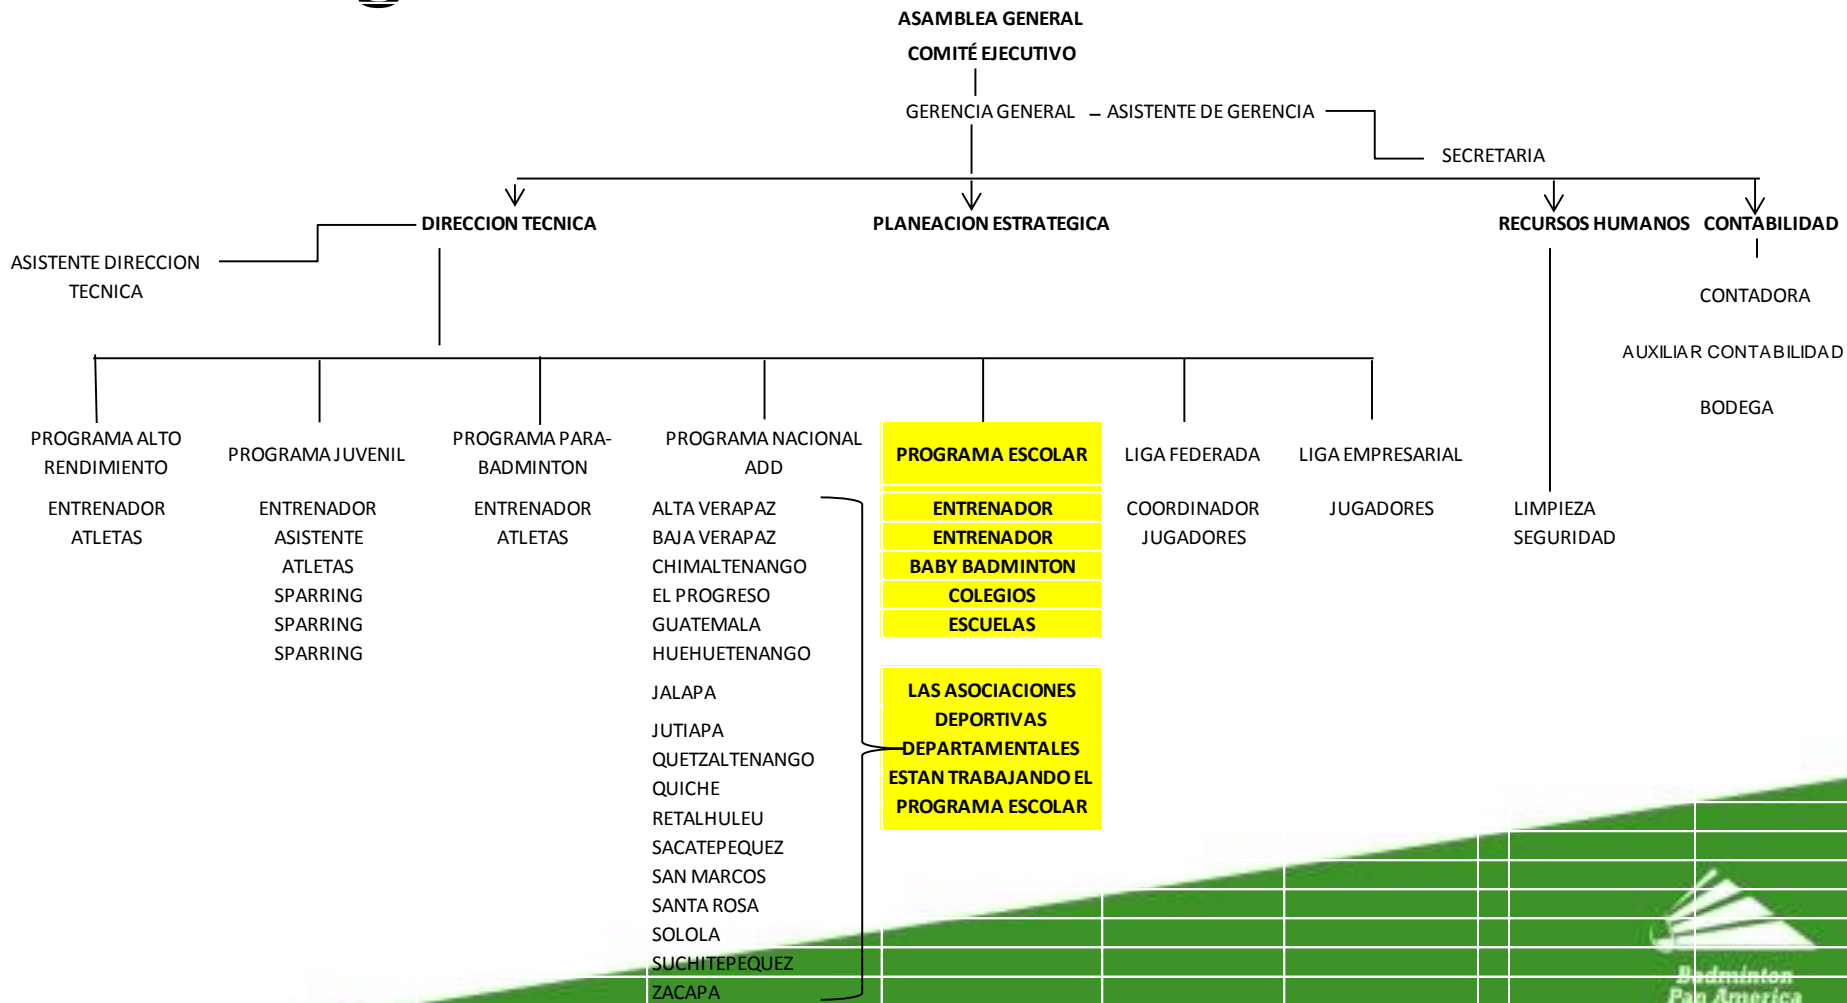 ASAMBLEA GENERAL
COMITÉ EJECUTIVO
GERENCIA GENERAL – ASISTENTE DE GERENCIA
SECRETARIA
DIRECCION TECNICA
PLANEACION ESTRATEGICA
RECURSOS HUMANOS
CONTABILIDAD
ASISTENTE DIRECCION
TECNICA
CONTADORA
AUXILIAR CONTABILIDAD
BODEGA
PROGRAMA ALTO
RENDIMIENTO
ENTRENADOR
ATLETAS
PROGRAMA JUVENIL
ENTRENADOR
ASISTENTE
ATLETAS
SPARRING
SPARRING
SPARRING
PROGRAMA PARA-
BADMINTON
ENTRENADOR
ATLETAS
PROGRAMA NACIONAL
ADD
ALTA VERAPAZ
BAJA VERAPAZ
CHIMALTENANGO
EL PROGRESO
GUATEMALA
HUEHUETENANGO
JALAPA
JUTIAPA
QUETZALTENANGO
QUICHE
RETALHULEU
SACATEPEQUEZ
SAN MARCOS
SANTA ROSA
SOLOLA
SUCHITEPEQUEZ
ZACAPA
PROGRAMA ESCOLAR
ENTRENADOR
ENTRENADOR
BABY BADMINTON
COLEGIOS
ESCUELAS
LAS ASOCIACIONES
DEPORTIVAS
DEPARTAMENTALES
ESTAN TRABAJANDO EL
PROGRAMA ESCOLAR
LIGA FEDERADA
COORDINADOR
JUGADORES
LIGA EMPRESARIAL
JUGADORES
LIMPIEZA
SEGURIDAD
Badminton
Pan America